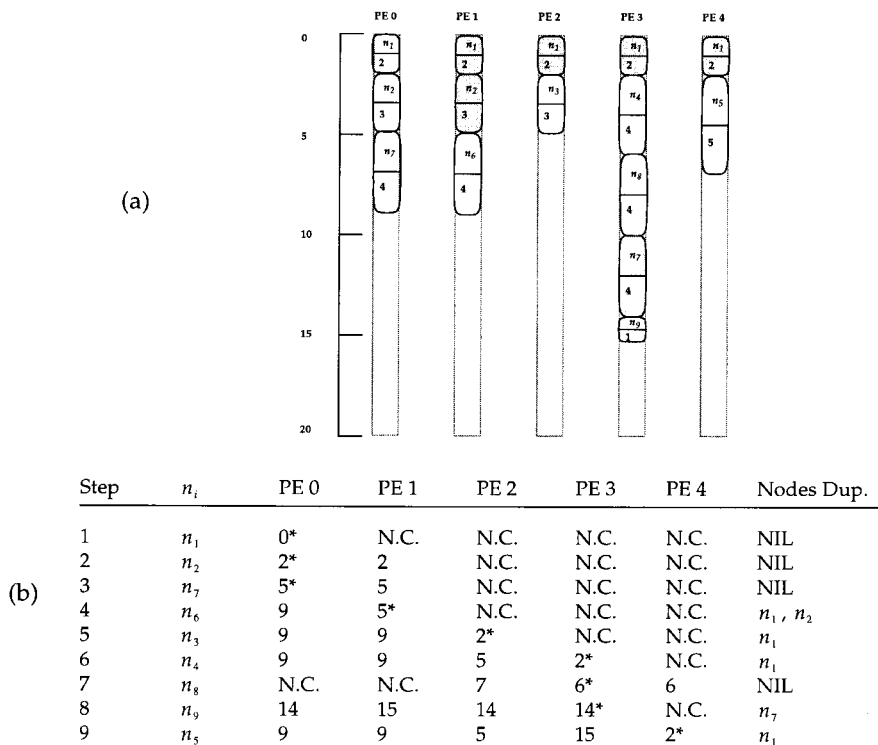 PE 0 PE 1 PE 2 PE 3 PE 4
0
n1 n1 n1 n1 n1
2 2 2 2 2
n2 n2 n3 n4 n5
3 3 3
5
4 5
n7 n6 n8
4 4 4
(a)
10
n7
4
n9
15
1
20
Step ni PE 0 PE 1 PE 2 PE 3 PE 4 Nodes Dup.
1 n1 0* N.C. N.C. N.C. N.C. NIL
2 n2 2* 2 N.C. N.C. N.C. NIL
3 n7 5* 5 N.C. N.C. N.C. NIL
(b)
4 n6 9 5* N.C. N.C. N.C. n1 , n2
5 n3 9 9 2* N.C. N.C. n1
6 n4 9 9 5 2* N.C. n1
7 n8 N.C. N.C. 7 6* 6 NIL
8 n9 14 15 14 14* N.C. n7
9 n5 9 9 5 15 2* n1